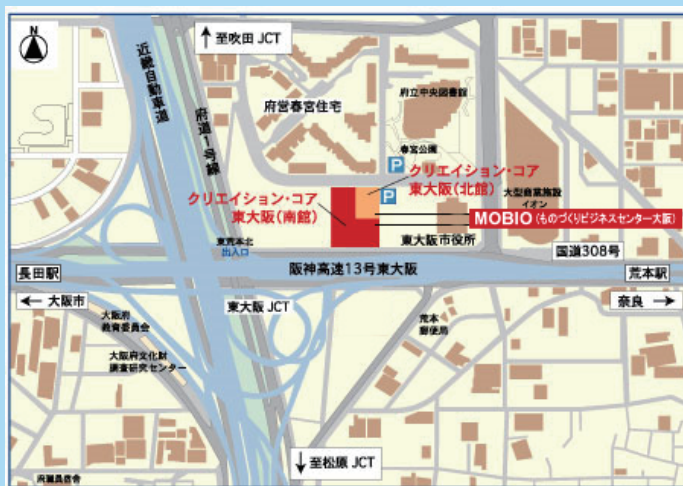 N
至吹田 JCT
近畿自動車道
府道1号線
府営春宮住宅
府立中央図書館
春宮公園
P
クリエイション・コア
東大阪(北館)
P
クリエイション・コア
東大阪(南館)
大型商業施設
イオン
MOBIO(ものづくりビジネスセンター大阪)
東大阪市役所
東荒本北
出入口
国道308号
長田駅
阪神高速13号東大阪
荒本駅
大阪市
東大阪 JCT
奈良
大阪府
教育委員会
荒本
郵便局
大阪府文化財
調査研究センター
至松原 JCT
府職員宿舎